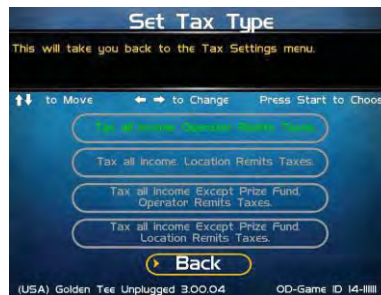 Set Tax Type
This will take you back to the Tax Settings menu.
to Move to Change Press Start to Choos
Tax all income. Operator Remits Taxes.
Tax all income. Location Remits Taxes.
Tax all income Except Prize Fund.
Operator Remits Taxes.
Tax all income Except Prize Fund.
Location Remits Taxes.
Back
(USA) Golden Tee Unplugged 3.00.04 OD-Game ID 14-111111